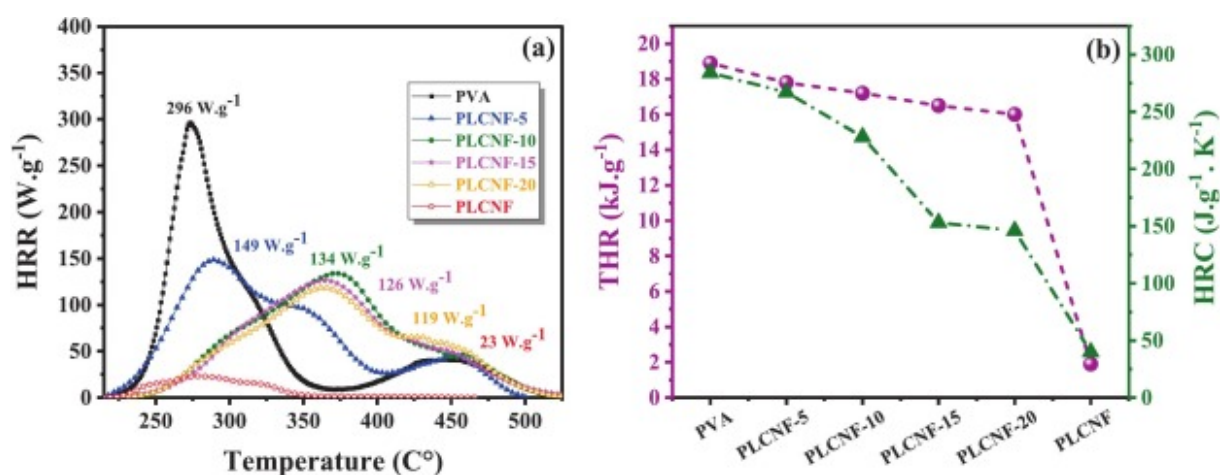 (a)
HRR (W.g⁻¹)
400
350
300
250
200
150
100
50
0
250
300
350
400
450
500
Temperature (C°)
296 W.g⁻¹
149 W.g⁻¹
134 W.g⁻¹
126 W.g⁻¹
119 W.g⁻¹
23 W.g⁻¹
PVA
PLCNF-5
PLCNF-10
PLCNF-15
PLCNF-20
PLCNF
(b)
THR (kJ.g⁻¹)
20
18
16
14
12
10
8
6
4
2
0
PVA
PLCNF-5
PLCNF-10
PLCNF-15
PLCNF-20
PLCNF
300
250
200
150
100
50
0
HRC (J.g⁻¹. K⁻¹)